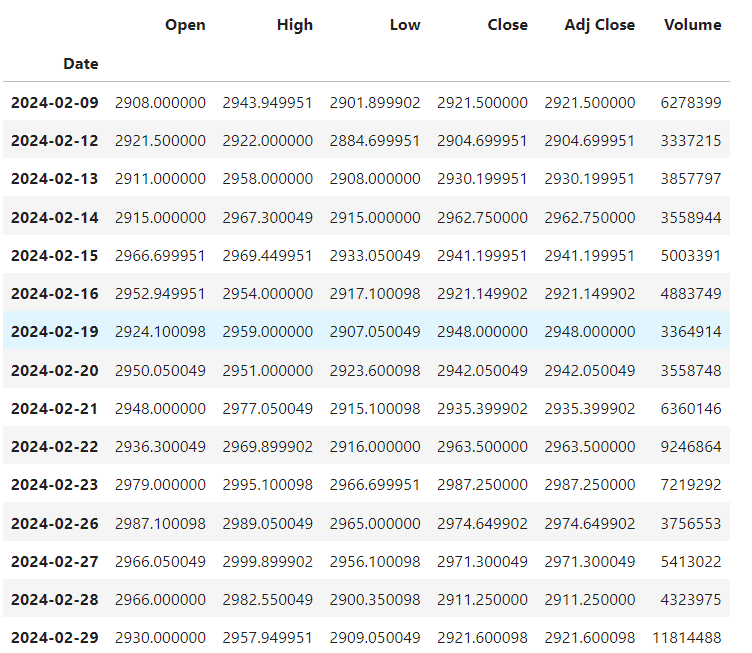 Open High Low Close Adj Close Volume
Date
2024-02-09 2908.000000 2943.949951 2901.899902 2921.500000 2921.500000 6278399
2024-02-12 2921.500000 2922.000000 2884.699951 2904.699951 2904.699951 3337215
2024-02-13 2911.000000 2958.000000 2908.000000 2930.199951 2930.199951 3857797
2024-02-14 2915.000000 2967.300049 2915.000000 2962.750000 2962.750000 3558944
2024-02-15 2966.699951 2969.449951 2933.050049 2941.199951 2941.199951 5003391
2024-02-16 2952.949951 2954.000000 2917.100098 2921.149902 2921.149902 4883749
2024-02-19 2924.100098 2959.000000 2907.050049 2948.000000 2948.000000 3364914
2024-02-20 2950.050049 2951.000000 2923.600098 2942.050049 2942.050049 3558748
2024-02-21 2948.000000 2977.050049 2915.100098 2935.399902 2935.399902 6360146
2024-02-22 2936.300049 2969.899902 2916.000000 2963.500000 2963.500000 9246864
2024-02-23 2979.000000 2995.100098 2966.699951 2987.250000 2987.250000 7219292
2024-02-26 2987.100098 2989.050049 2965.000000 2974.649902 2974.649902 3756553
2024-02-27 2966.050049 2999.899902 2956.100098 2971.300049 2971.300049 5413022
2024-02-28 2966.000000 2982.550049 2900.350098 2911.250000 2911.250000 4323975
2024-02-29 2930.000000 2957.949951 2909.050049 2921.600098 2921.600098 11814488